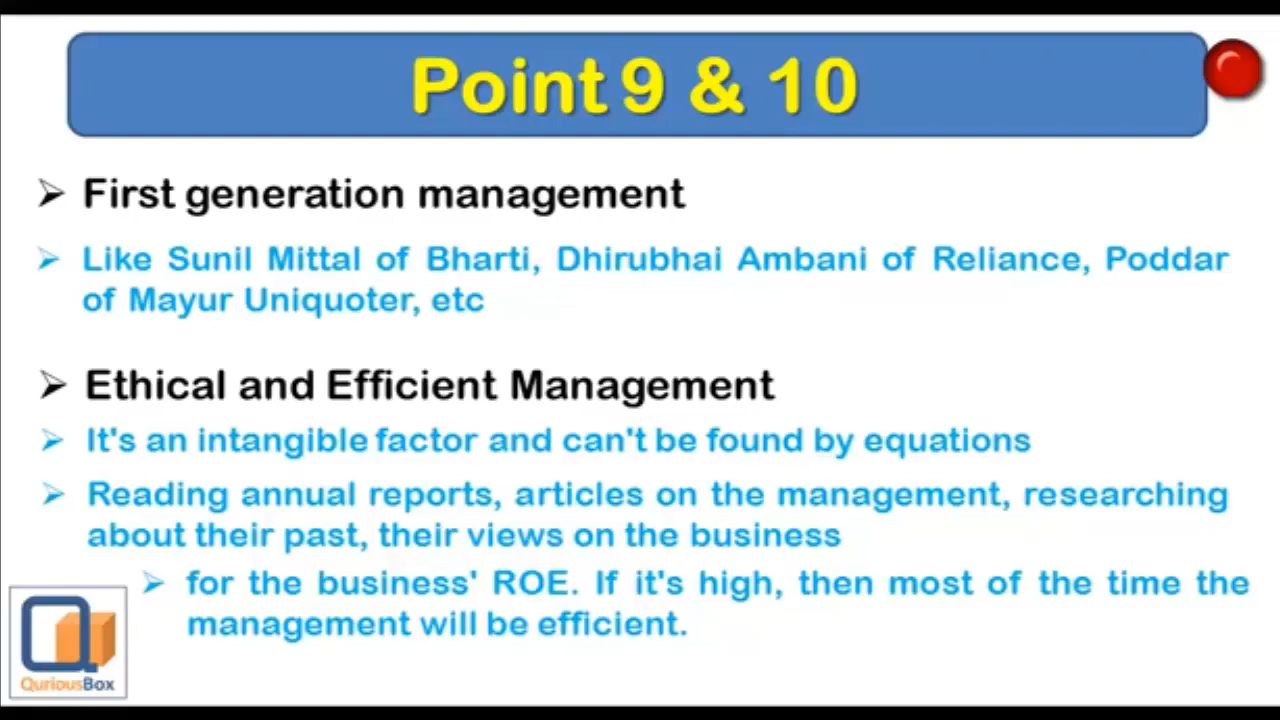 Point 9 & 10
First generation management
Like Sunil Mittal of Bharti, Dhirubhai Ambani of Reliance, Poddar
of Mayur Uniquoter, etc
Ethical and Efficient Management
It's an intangible factor and can't be found by equations
Reading annual reports, articles on the management, researching
about their past, their views on the business
for the business' ROE. If it's high, then most of the time the
management will be efficient.
QuriousBox